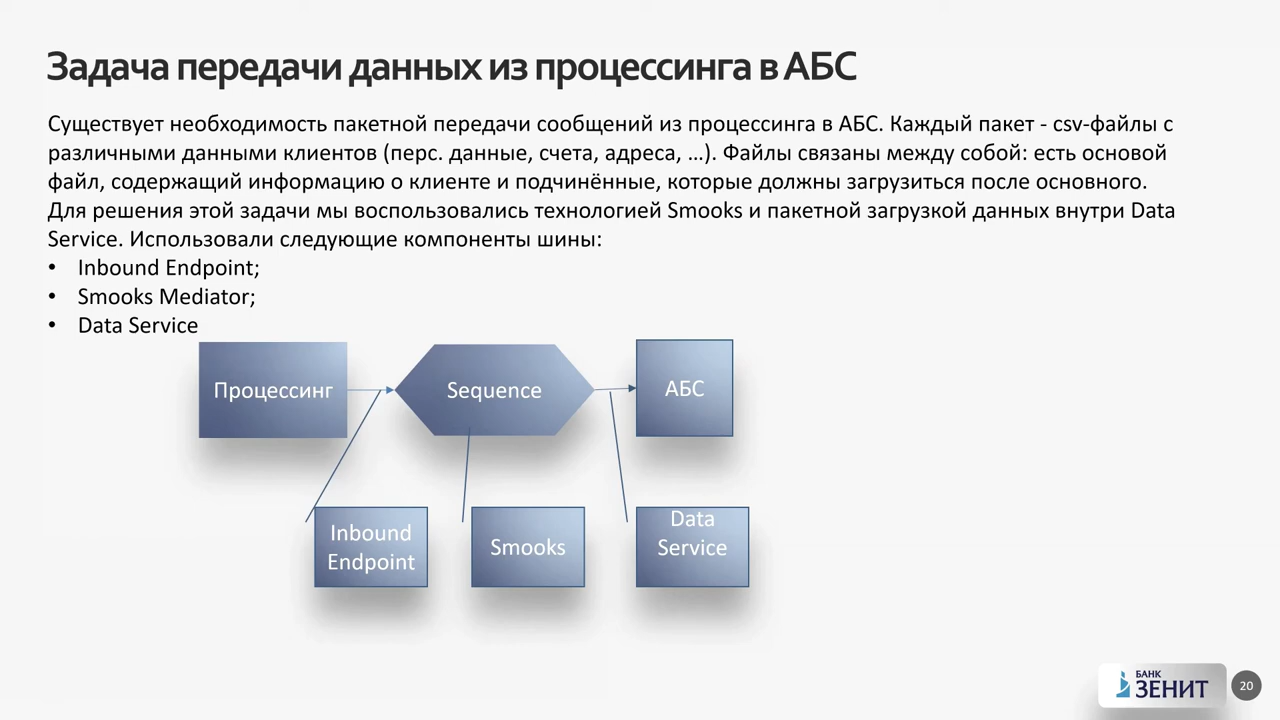 Задача передачи данных из процессинга в АБС
Существует необходимость пакетной передачи сообщений из процессинга в АБС. Каждый пакет - csv-файлы с
различными данными клиентов (перс. данные, счета, адреса, …). Файлы связаны между собой: есть основой
файл, содержащий информацию о клиенте и подчинённые, которые должны загрузиться после основного.
Для решения этой задачи мы воспользовались технологией Smooks и пакетной загрузкой данных внутри Data
Service. Использовали следующие компоненты шины:
• Inbound Endpoint;
• Smooks Mediator;
• Data Service
Процессинг
Sequence
АБС
Inbound
Endpoint
Smooks
Data
Service
БАНК
ЗЕНИТ
20